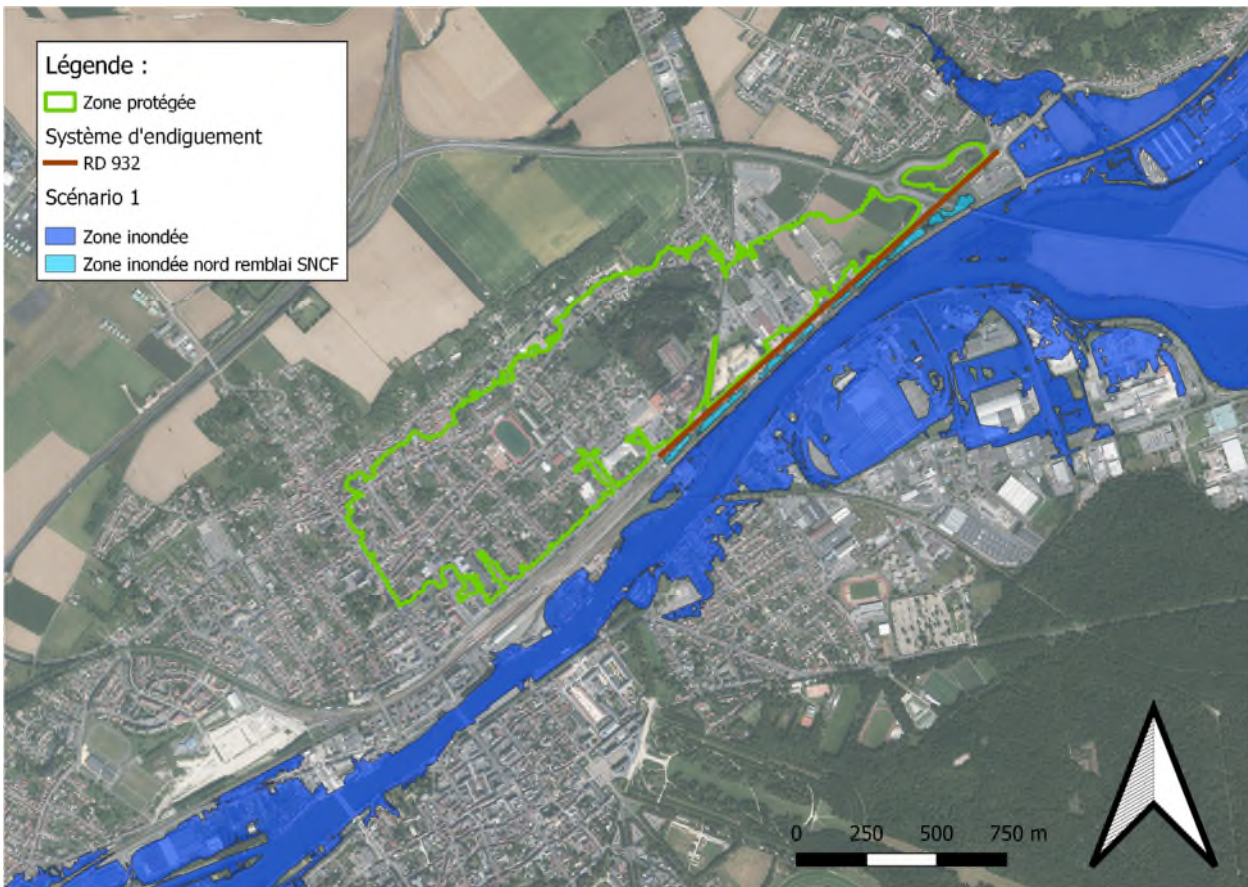 Légende :
Zone protégée
Système d'endiguement
RD 932
Scénario 1
Zone inondée
Zone inondée nord remblai SNCF
0 250 500 750 m